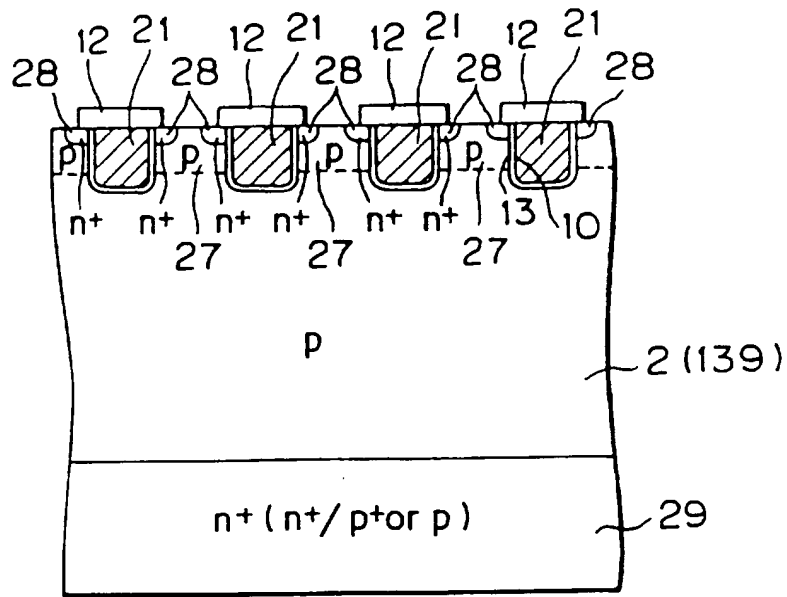 12 21 12 21 12 21 12 21
28 28 28 28 28
p p p p
n+ n+ n+ n+ n+ n+ 13 10
27 27 27
p
2 (139)
n+ (n+/p+ or p)
29